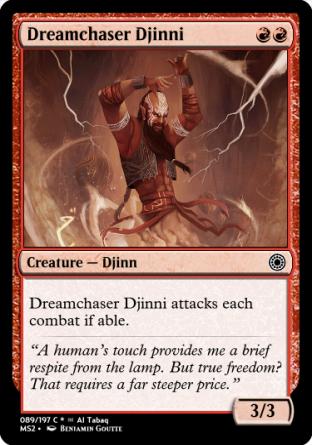 Dreamchaser Djinni
Creature — Djinn
Dreamchaser Djinni attacks each
combat if able.
“A human’s touch provides me a brief
respite from the lamp. But true freedom?
That requires a far steeper price.”
089/197 C * — Al Tabaq
MS2 • Benjamin Goutte
3/3